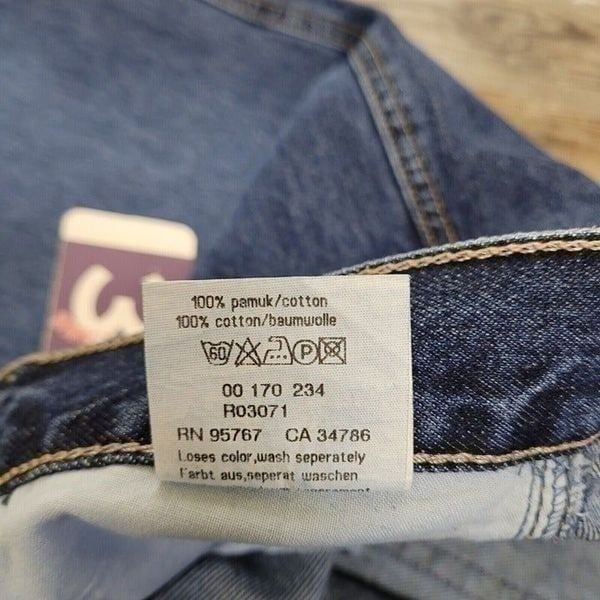 100% pamuk/cotton
100% cotton/baumwolle
60 P
00 170 234
R03071
RN 95767 CA 34786
Loses color,wash seperately
Farbt aus,seperat waschen